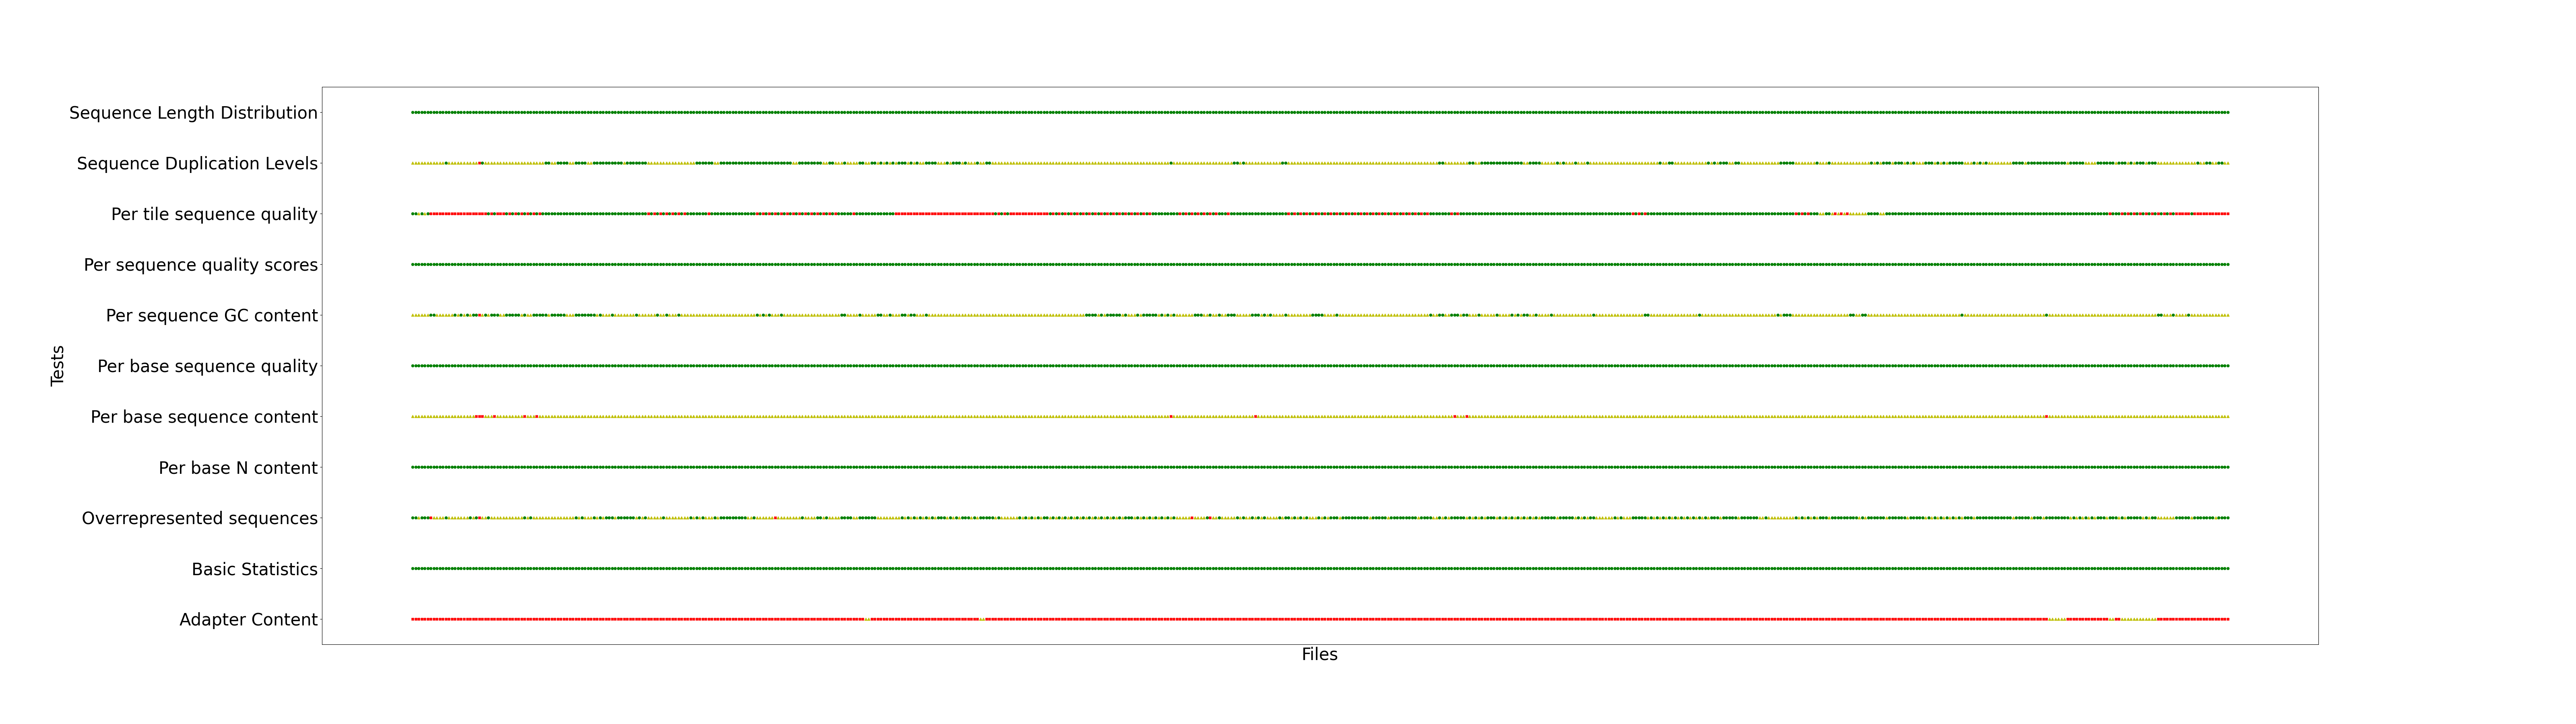 Sequence Length Distribution
Sequence Duplication Levels
Per tile sequence quality
Per sequence quality scores
Per sequence GC content
Per base sequence quality
Per base sequence content
Per base N content
Overrepresented sequences
Basic Statistics
Adapter Content
Tests
Files